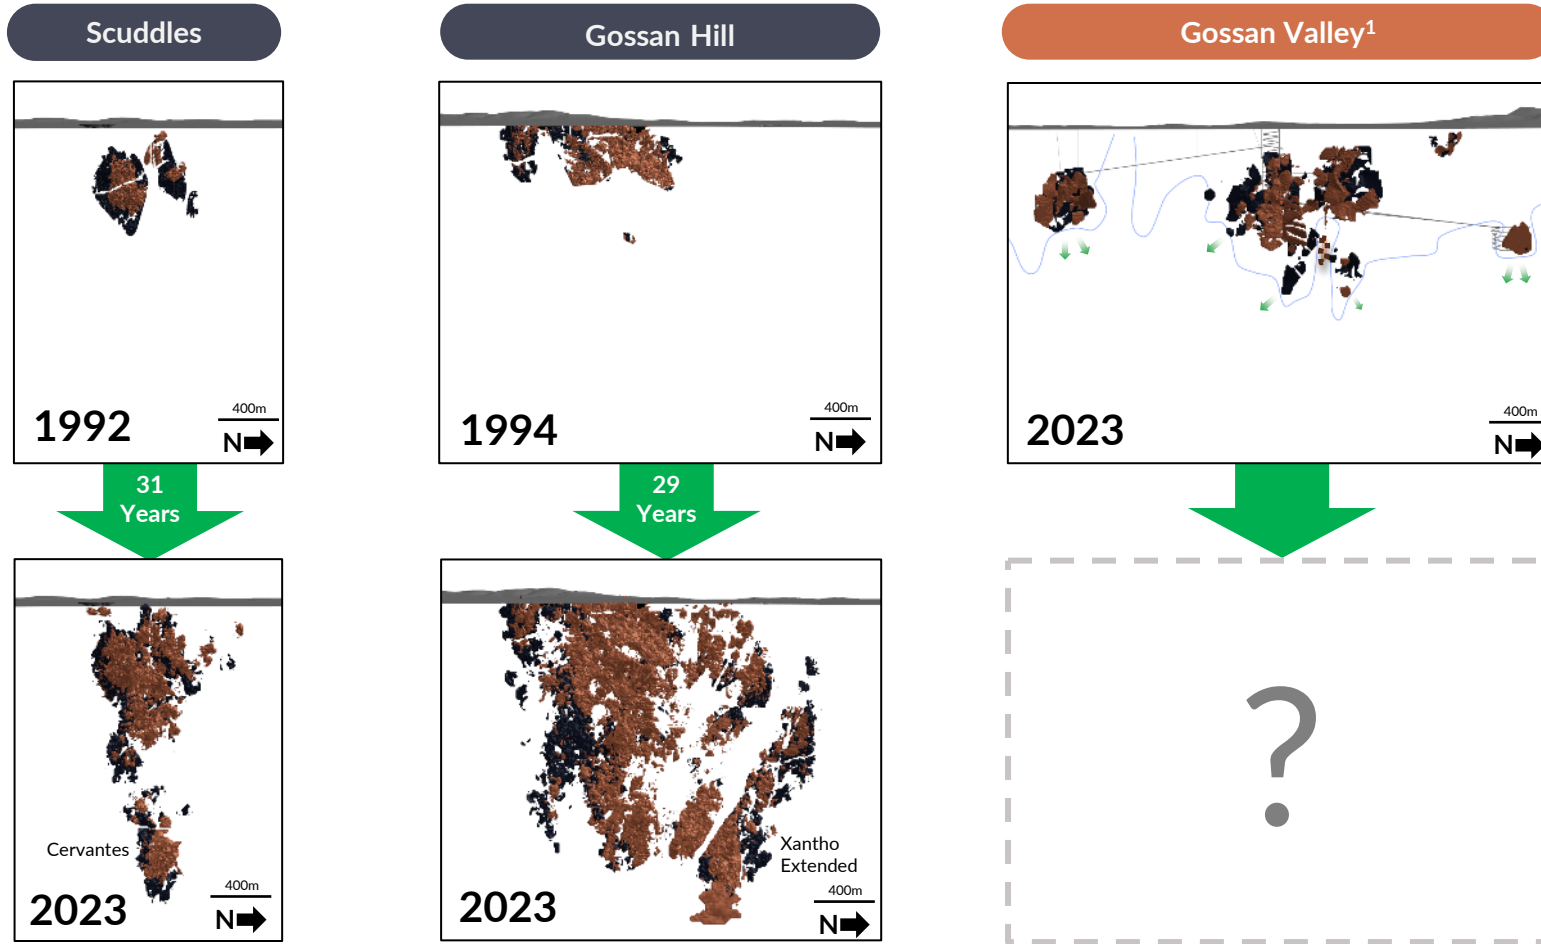 Scuddles
Gossan Hill
Gossan Valley¹
1992
400m
N
1994
400m
N
2023
400m
N
31
Years
29
Years
Cervantes
2023
400m
N
Xantho
Extended
2023
400m
N
?